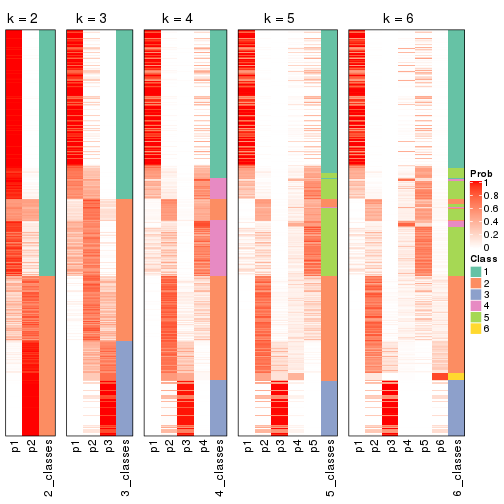 k = 2
k = 3
k = 4
k = 5
k = 6
p1
p2
2_classes
p1
p2
p3
3_classes
p1
p2
p3
p4
4_classes
p1
p2
p3
p4
p5
5_classes
p1
p2
p3
p4
p5
p6
6_classes
Prob
1
0.8
0.6
0.4
0.2
0
Class
1
2
3
4
5
6